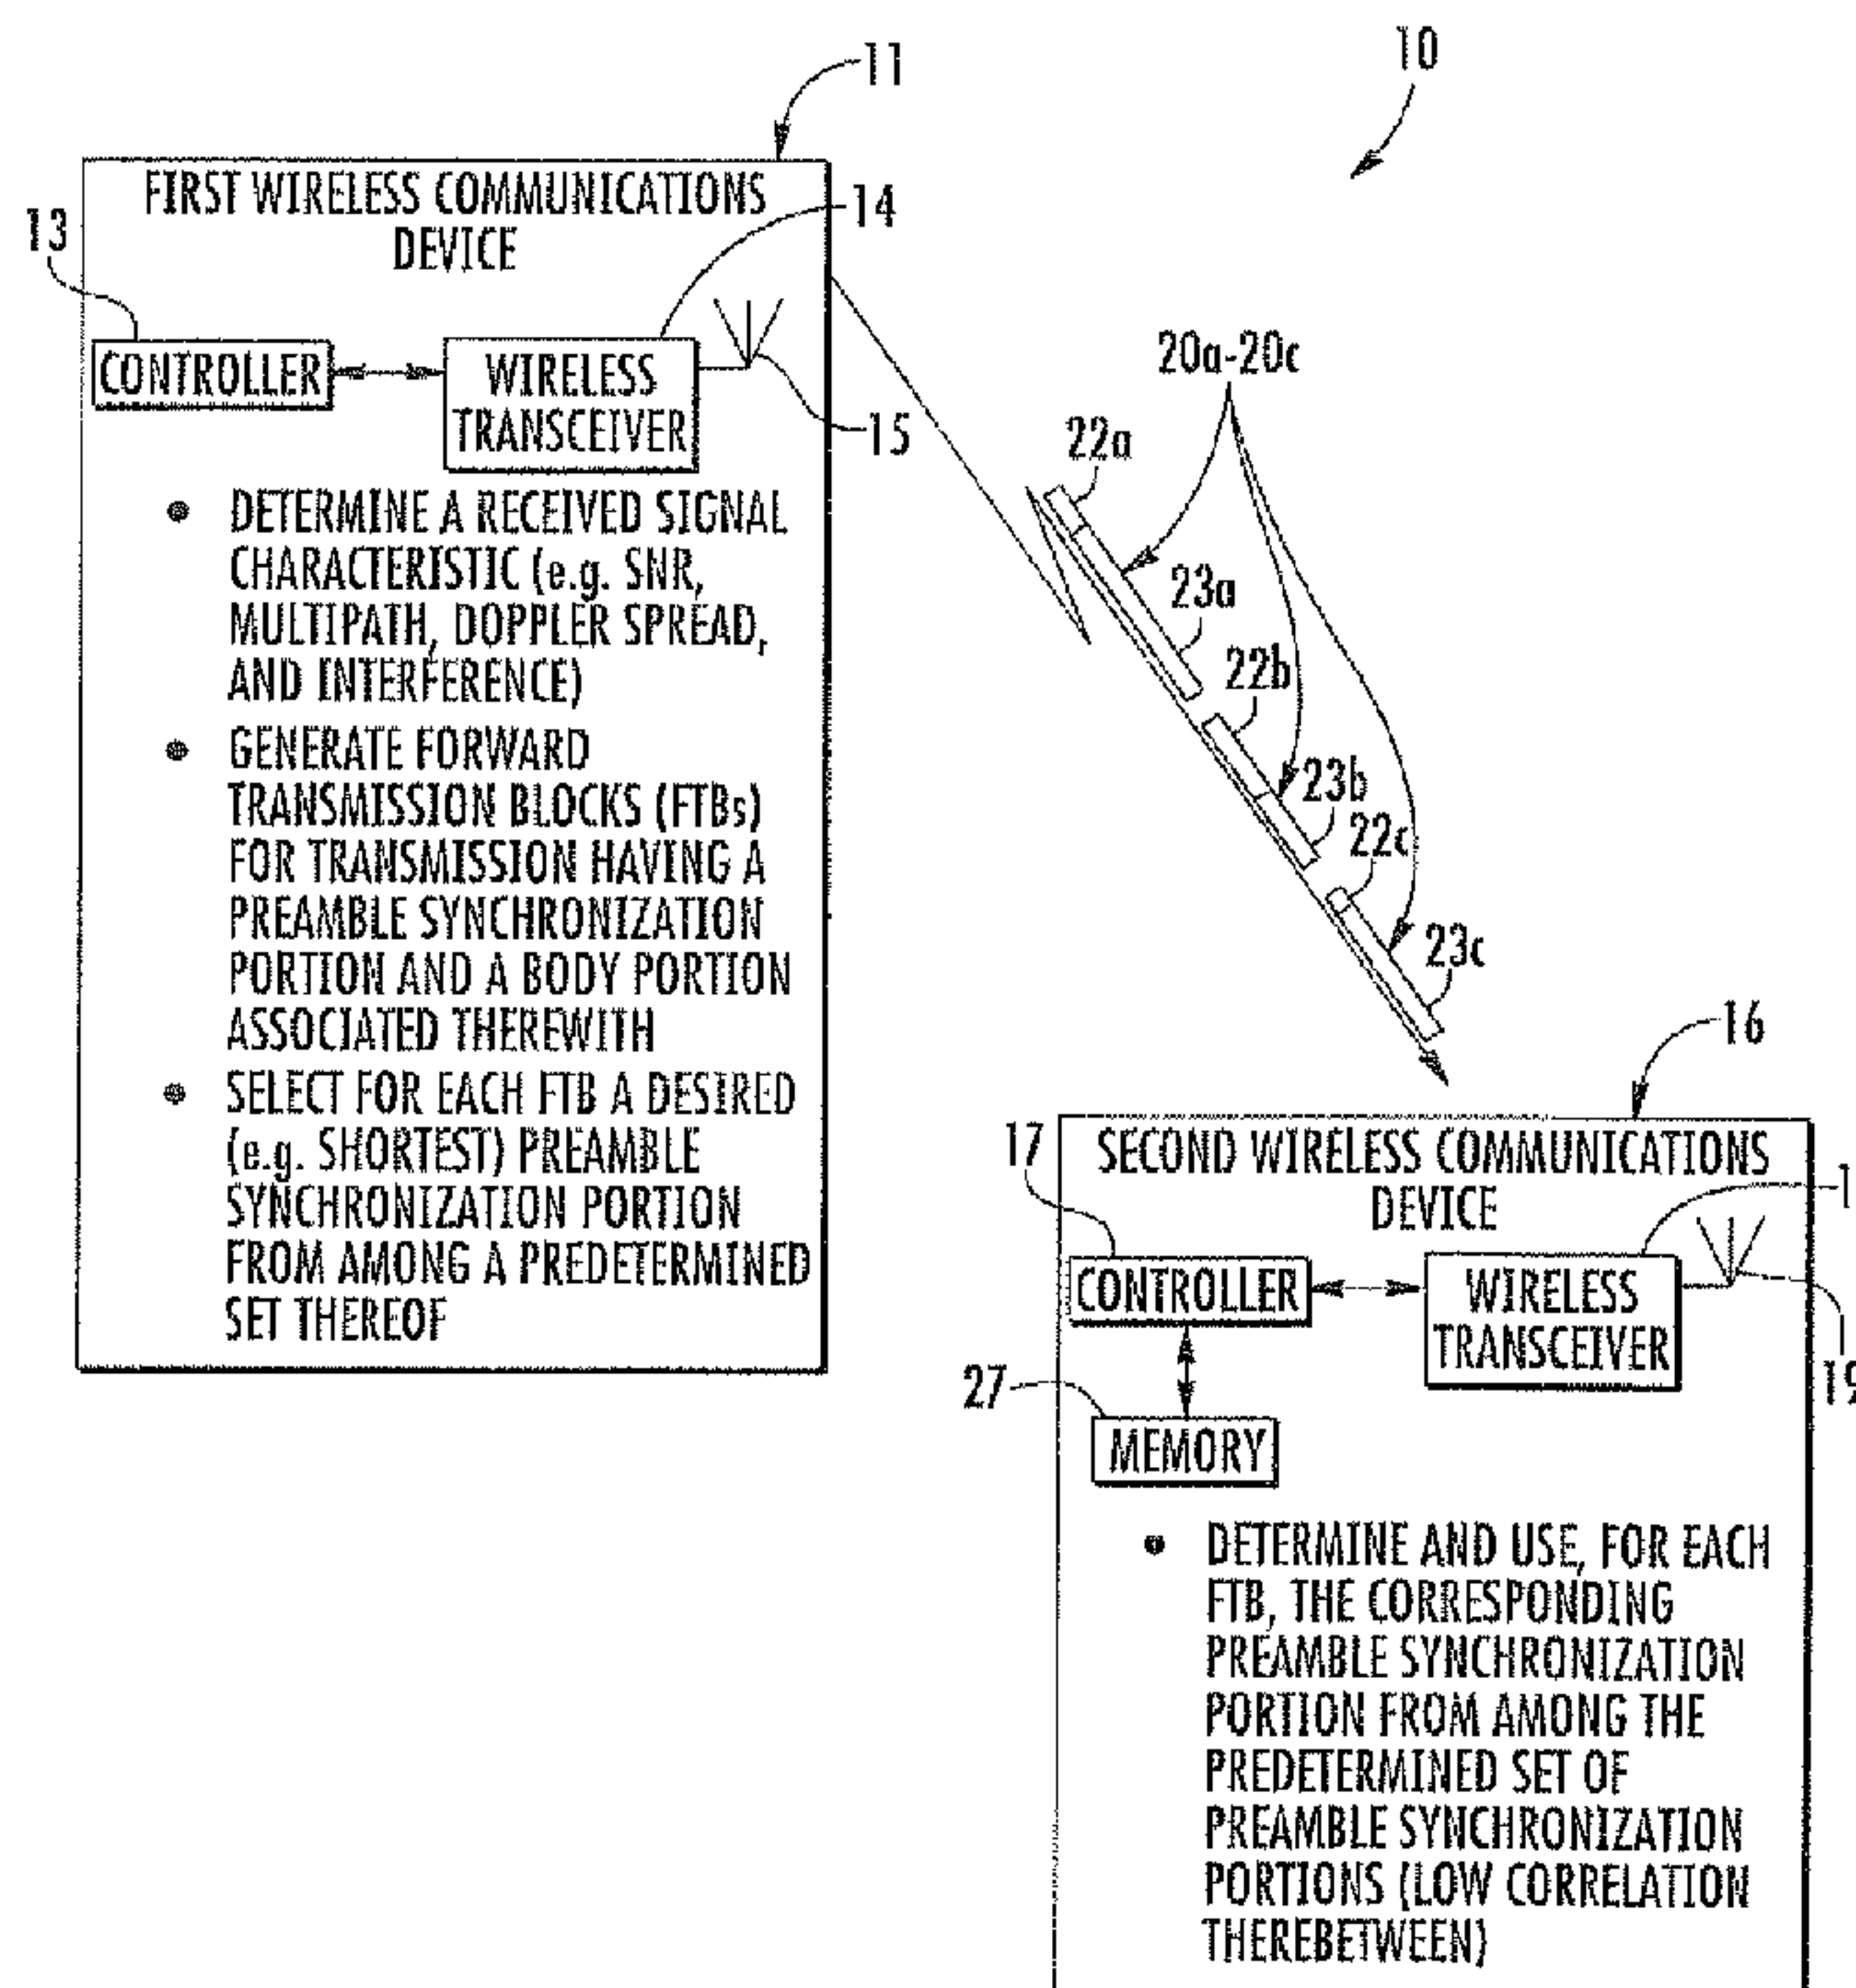 10
11
FIRST WIRELESS COMMUNICATIONS
DEVICE
13
14
CONTROLLER
WIRELESS
TRANSCEIVER
15
• DETERMINE A RECEIVED SIGNAL
CHARACTERISTIC (e.g. SNR,
MULTIPATH, DOPPLER SPREAD,
AND INTERFERENCE)
• GENERATE FORWARD
TRANSMISSION BLOCKS (FTBs)
FOR TRANSMISSION HAVING A
PREAMBLE SYNCHRONIZATION
PORTION AND A BODY PORTION
ASSOCIATED THEREWITH
• SELECT FOR EACH FTB A DESIRED
(e.g. SHORTEST) PREAMBLE
SYNCHRONIZATION PORTION
FROM AMONG A PREDETERMINED
SET THEREOF
20a-20c
22a
23a
22b
23b
22c
23c
16
17
SECOND WIRELESS COMMUNICATIONS
DEVICE
1
CONTROLLER
WIRELESS
TRANSCEIVER
19
27
MEMORY
• DETERMINE AND USE, FOR EACH
FTB, THE CORRESPONDING
PREAMBLE SYNCHRONIZATION
PORTION FROM AMONG THE
PREDETERMINED SET OF
PREAMBLE SYNCHRONIZATION
PORTIONS (LOW CORRELATION
THEREBETWEEN)